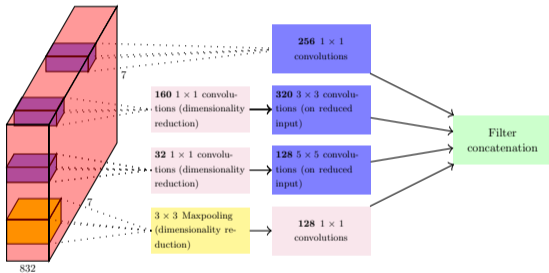 256 1 × 1
convolutions
7
160 1 × 1 convolu-
tions (dimensionality
reduction)
320 3 × 3 convolu-
tions (on reduced
input)
Filter
concatenation
32 1 × 1 convolu-
tions (dimensionality
reduction)
128 5 × 5 convolu-
tions (on reduced
input)
7
3 × 3 Maxpooling
(dimensionality re-
duction)
128 1 × 1
convolutions
832